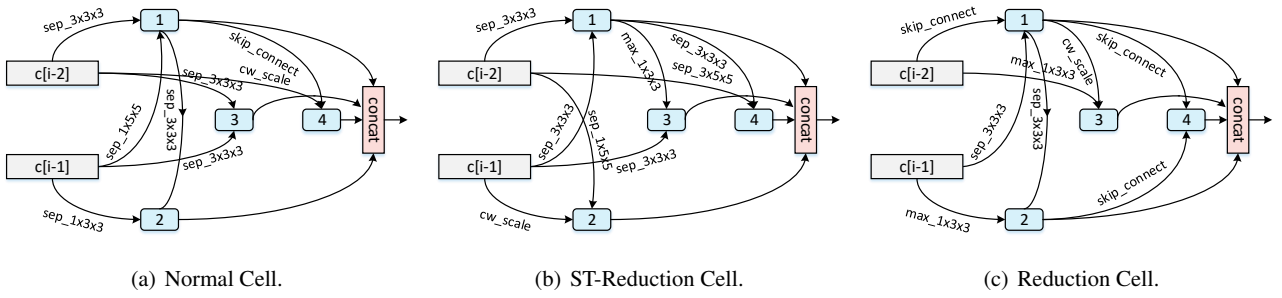 sep_3x3x3
1
skip_connect
c[i-2]
cw_scale
sep_3x3x3
sep_1x5x5
sep_3x3x3
3
4
concat
c[i-1]
sep_3x3x3
sep_1x3x3
2
(a) Normal Cell.
sep_3x3x3
1
max_1x3x3
sep_3x3x3
c[i-2]
sep_3x5x5
sep_3x3x3
sep_1x5x5
3
4
concat
c[i-1]
sep_3x3x3
cw_scale
2
(b) ST-Reduction Cell.
skip_connect
1
cw_scale
skip_connect
c[i-2]
max_1x3x3
sep_3x3x3
sep_3x3x3
3
4
concat
c[i-1]
skip_connect
max_1x3x3
2
(c) Reduction Cell.